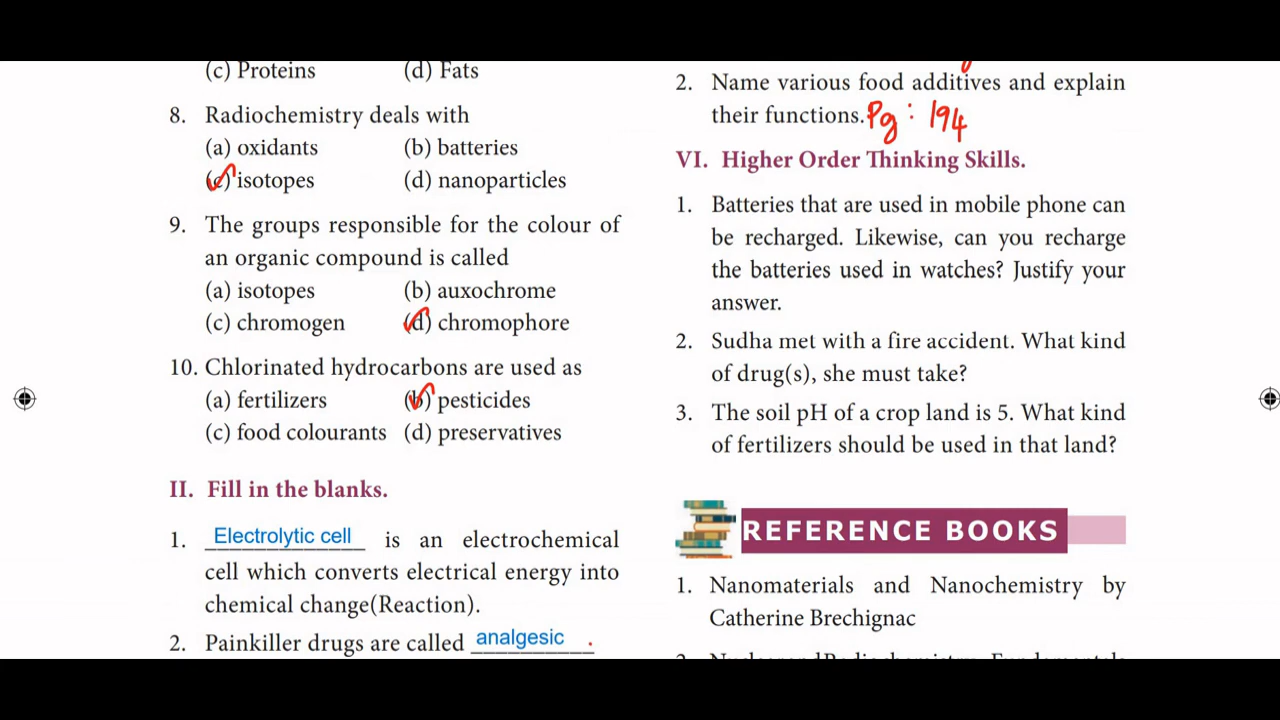 (c) Proteins (d) Fats
8. Radiochemistry deals with
(a) oxidants (b) batteries
(c) isotopes (d) nanoparticles
9. The groups responsible for the colour of
an organic compound is called
(a) isotopes (b) auxochrome
(c) chromogen (d) chromophore
10. Chlorinated hydrocarbons are used as
(a) fertilizers (b) pesticides
(c) food colourants (d) preservatives
II. Fill in the blanks.
1. Electrolytic cell is an electrochemical
cell which converts electrical energy into
chemical change(Reaction).
2. Painkiller drugs are called analgesic .
2. Name various food additives and explain
their functions. Pg : 194
VI. Higher Order Thinking Skills.
1. Batteries that are used in mobile phone can
be recharged. Likewise, can you recharge
the batteries used in watches? Justify your
answer.
2. Sudha met with a fire accident. What kind
of drug(s), she must take?
3. The soil pH of a crop land is 5. What kind
of fertilizers should be used in that land?
REFERENCE BOOKS
1. Nanomaterials and Nanochemistry by
Catherine Brechignac